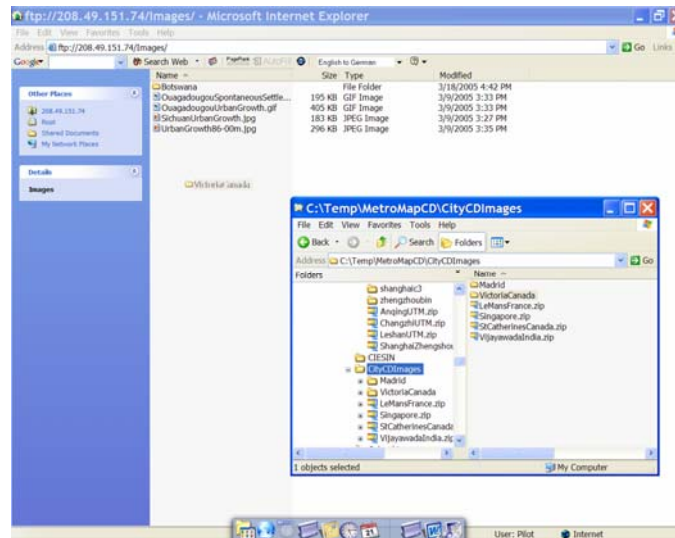 ftp://208.49.151.74/Images/ - Microsoft Internet Explorer
File Edit View Favorites Tools Help
Address ftp://208.49.151.74/Images/ Go Links
Google Search Web PageRank AutoFill English to German
Name Size Type Modified
Botswana File Folder 3/18/2005 4:42 PM
OuagadougouSpontaneousSettle... 195 KB GIF Image 3/9/2005 3:33 PM
OuagadougouUrbanGrowth.gif 405 KB GIF Image 3/9/2005 3:33 PM
SichuanUrbanGrowth.jpg 183 KB JPEG Image 3/9/2005 3:27 PM
UrbanGrowth86-00m.jpg 296 KB JPEG Image 3/9/2005 3:35 PM
Other Places
208.49.151.74
Root
Shared Documents
My Network Places
Details
Images
VictoriaCanada
C:\Temp\MetroMapCD\CityCDImages
File Edit View Favorites Tools Help
Back Search Folders
Address C:\Temp\MetroMapCD\CityCDImages Go
Folders
shanghaic3
zhengzhoubin
AnqingUTM.zip
ChangzhiUTM.zip
LeshanUTM.zip
ShanghaiZhengzhou
CIESIN
CityCDImages
Madrid
VictoriaCanada
LeMansFrance.zip
Singapore.zip
StCatherinesCanada
VijayawadaIndia.zip
Name
Madrid
VictoriaCanada
LeMansFrance.zip
Singapore.zip
StCatherinesCanada.zip
VijayawadaIndia.zip
1 objects selected My Computer
User: Pilot Internet